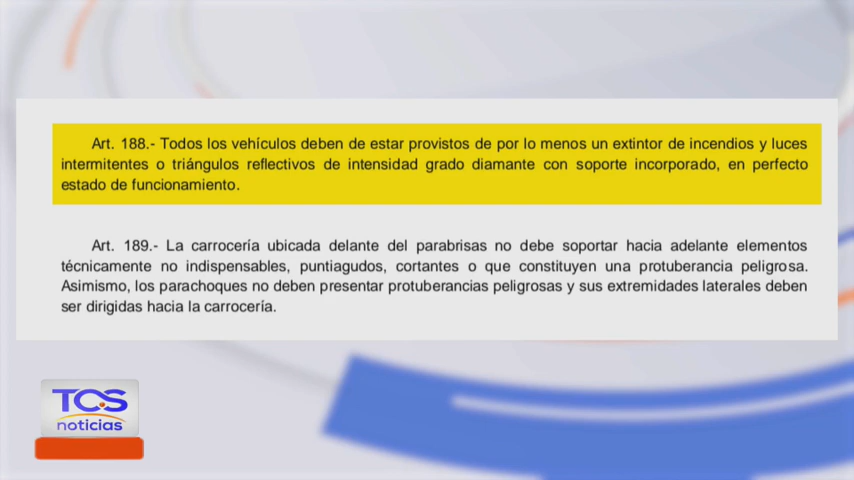 Art. 188.- Todos los vehículos deben de estar provistos de por lo menos un extintor de incendios y luces
intermitentes o triángulos reflectivos de intensidad grado diamante con soporte incorporado, en perfecto
estado de funcionamiento.
Art. 189.- La carrocería ubicada delante del parabrisas no debe soportar hacia adelante elementos
técnicamente no indispensables, puntiagudos, cortantes o que constituyen una protuberancia peligrosa.
Asimismo, los parachoques no deben presentar protuberancias peligrosas y sus extremidades laterales deben
ser dirigidas hacia la carrocería.
TCS
noticias